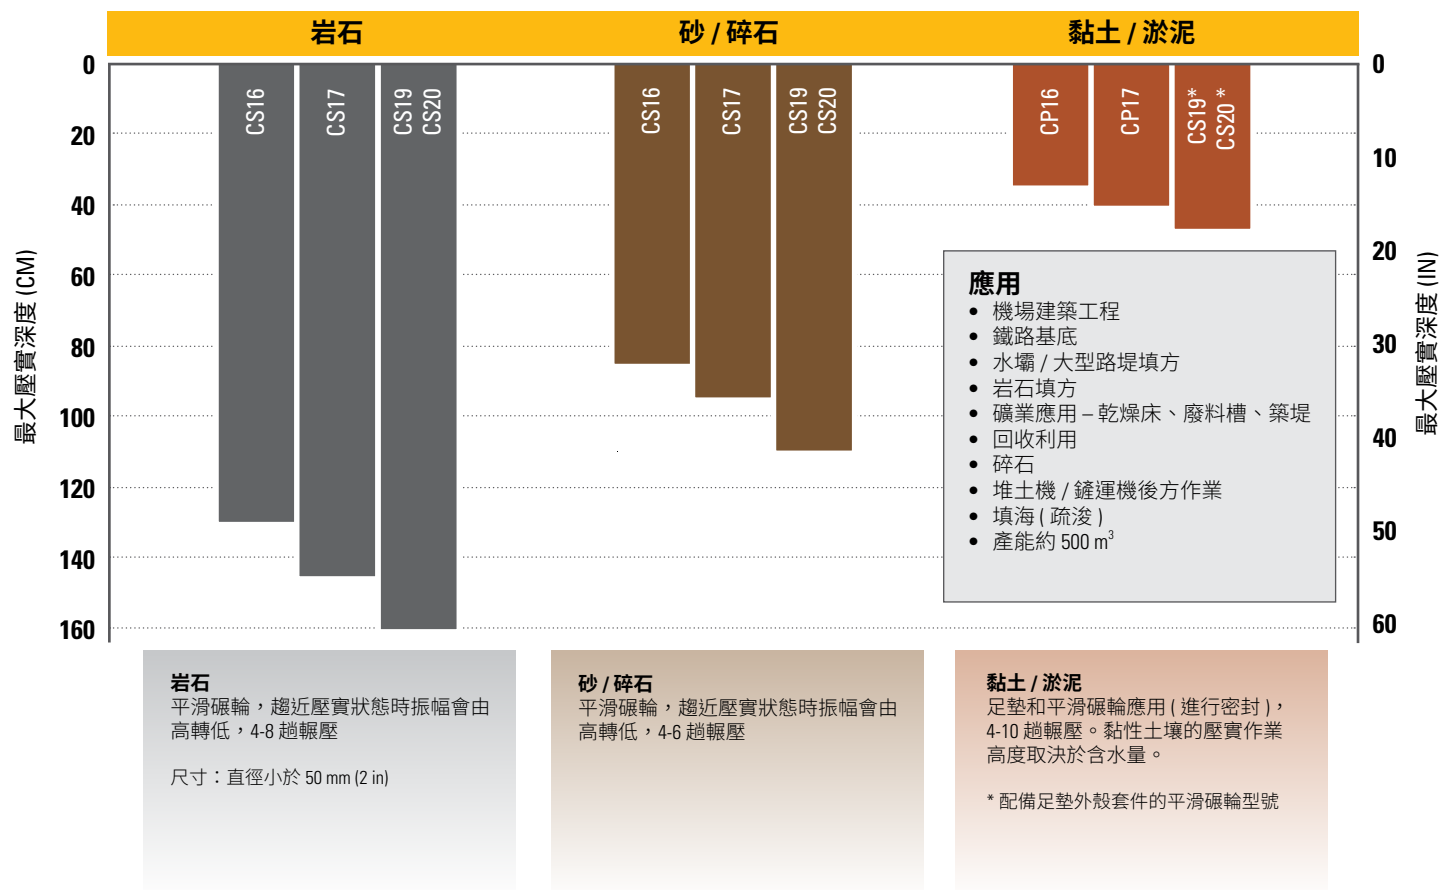 岩石
砂 / 碎石
黏土 / 淤泥
最大壓實深度 (CM)
0
20
40
60
80
100
120
140
160
CS16
CS17
CS19
CS20
CS16
CS17
CS19
CS20
CP16
CP17
CS19*
CS20 *
0
10
20
30
40
50
60
最大壓實深度 (IN)
應用
• 機場建築工程
• 鐵路基底
• 水壩 / 大型路堤填方
• 岩石填方
• 礦業應用 – 乾燥床、廢料槽、築堤
• 回收利用
• 碎石
• 堆土機 / 鏟運機後方作業
• 填海 ( 疏浚 )
• 產能約 500 m³
岩石
平滑碾輪，趨近壓實狀態時振幅會由
高轉低，4-8 趟輾壓
尺寸：直徑小於 50 mm (2 in)
砂 / 碎石
平滑碾輪，趨近壓實狀態時振幅會由
高轉低，4-6 趟輾壓
黏土 / 淤泥
足墊和平滑碾輪應用 ( 進行密封 )，
4-10 趟輾壓。黏性土壤的壓實作業
高度取決於含水量。
* 配備足墊外殼套件的平滑碾輪型號